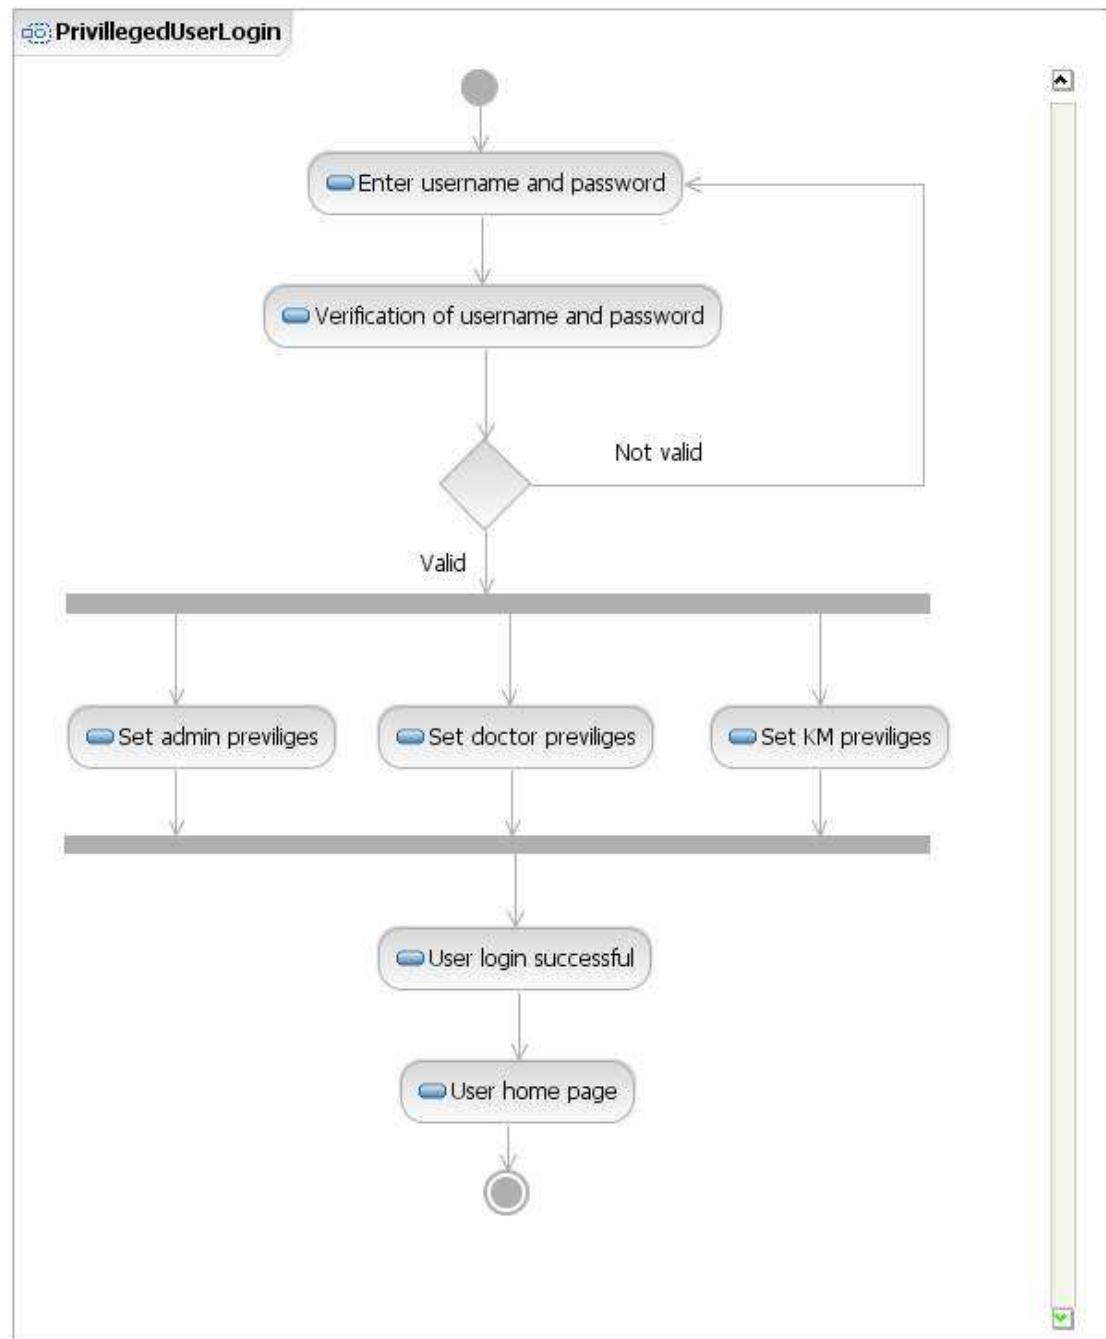 PrivillegedUserLogin
Enter username and password
Verification of username and password
Not valid
Valid
Set admin previliges
Set doctor previliges
Set KM previliges
User login successful
User home page